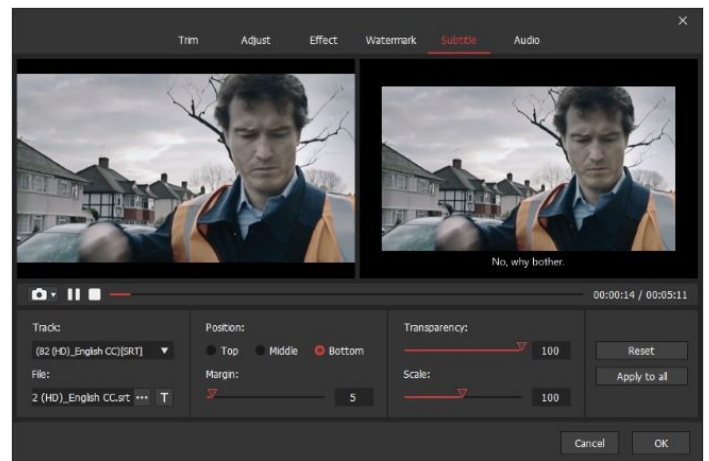 Trim Adjust Effect Watermark Subtitle Audio
No, why bother.
00:00:14 / 00:05:11
Track:
(82 (HD)_English CC)[SRT]
File:
2 (HD)_English CC.srt ... T
Position:
Top Middle Bottom
Margin:
5
Transparency:
100
Scale:
100
Reset
Apply to all
Cancel OK